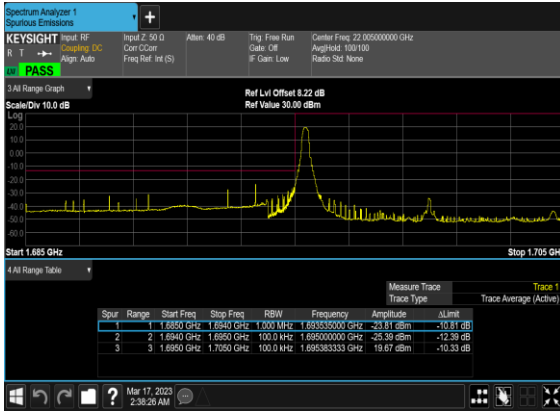 Spectrum Analyzer 1
Spurious Emissions
KEYSIGHT
Input: RF
Input Z: 50 Ω
Atten: 40 dB
Trig: Free Run
Center Freq: 22.005000000 GHz
R T
Coupling: DC
Corr CCorr
Gate: Off
Avg|Hold: 100/100
Align: Auto
Freq Ref: Int (S)
IF Gain: Low
Radio Std: None
PASS
3 All Range Graph
Ref Lvl Offset 8.22 dB
Scale/Div 10.0 dB
Ref Value 30.00 dBm
Log
20.0
10.0
0.00
-10.0
-20.0
-30.0
-40.0
-50.0
-60.0
Start 1.685 GHz
Stop 1.705 GH
4 All Range Table
Measure Trace
Trace 1
Trace Type
Trace Average (Active)
Spur Range Start Freq Stop Freq RBW Frequency Amplitude ΔLimit
1 1 1.6850 GHz 1.6940 GHz 1.000 MHz 1.693535000 GHz -23.81 dBm -10.81 dB
2 2 1.6940 GHz 1.6950 GHz 100.0 kHz 1.695000000 GHz -25.39 dBm -12.39 dB
3 3 1.6950 GHz 1.7050 GHz 100.0 kHz 1.695383333 GHz 19.67 dBm -10.33 dB
?
Mar 17, 2023
2:38:26 AM